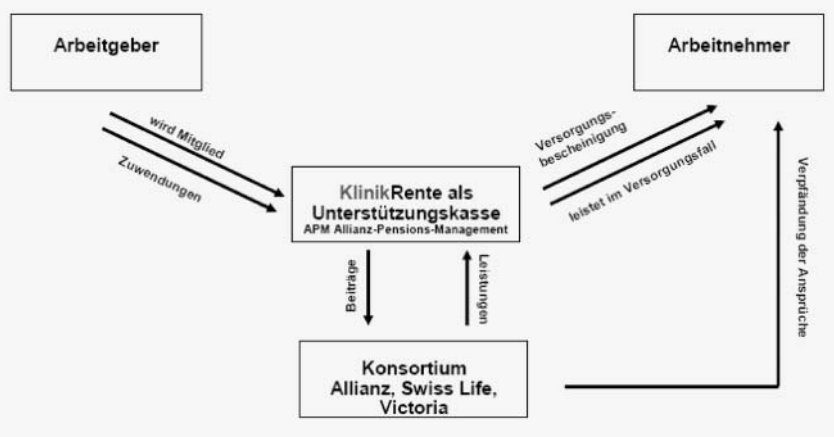 Arbeitgeber
Arbeitnehmer
wird Mitglied
Zuwendungen
Versorgungs-
bescheinigung
leistet im Versorgungsfall
KlinikRente als
Unterstützungskasse
APM Allianz-Pensions-Management
Beiträge
Leistungen
Verpfändung der Ansprüche
Konsortium
Allianz, Swiss Life,
Victoria